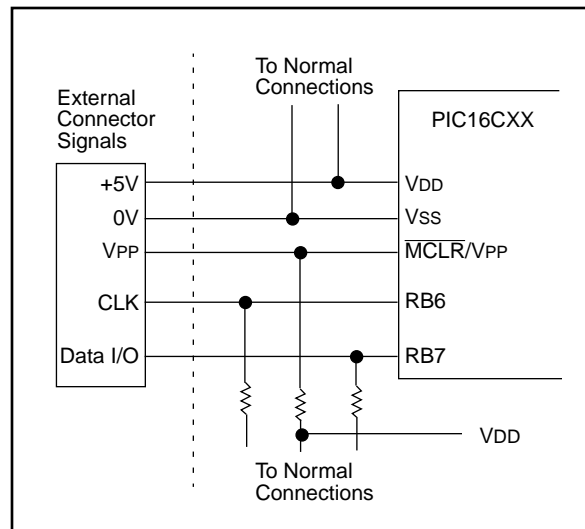 To Normal
Connections
External
Connector
Signals
PIC16CXX
+5V
VDD
0V
VSS
VPP
MCLR/VPP
CLK
RB6
Data I/O
RB7
VDD
To Normal
Connections